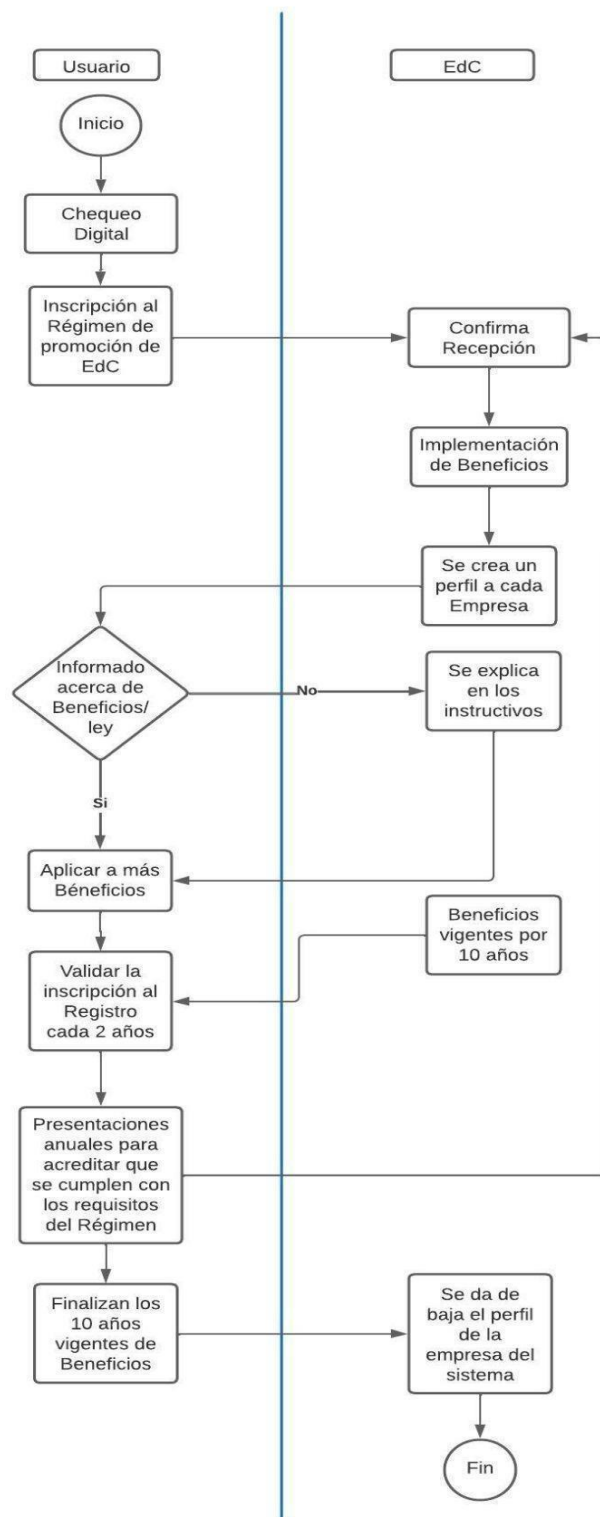 Usuario
EdC
Inicio
Chequeo
Digital
Inscripción al
Régimen de
promoción de
EdC
Confirma
Recepción
Implementación
de Beneficios
Se crea un
perfil a cada
Empresa
Informado
acerca de
Beneficios/
ley
No
Se explica
en los
instructivos
Si
Aplicar a más
Béneficios
Beneficios
vigentes por
10 años
Validar la
inscripción al
Registro
cada 2 años
Presentaciones
anuales para
acreditar que
se cumplen con
los requisitos
del Régimen
Finalizan los
10 años
vigentes de
Beneficios
Se da de
baja el perfil
de la
empresa del
sistema
Fin